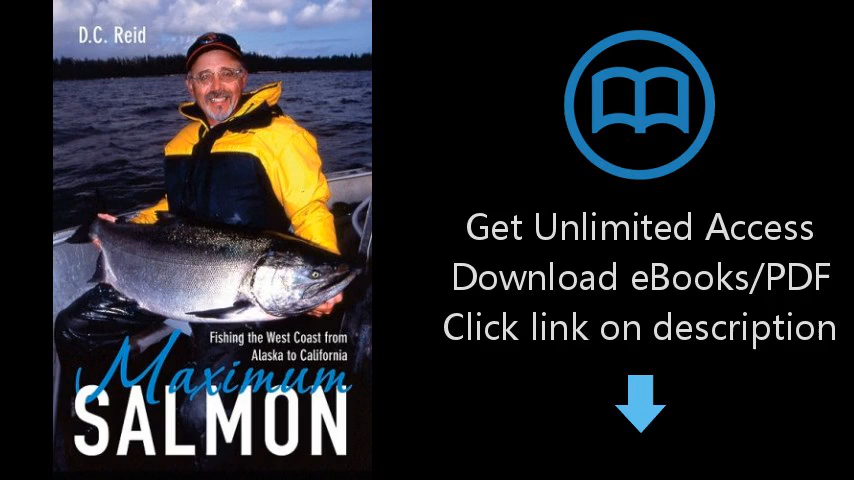 D.C. Reid
Fishing the West Coast from
Alaska to California
Maximum
SALMON
Get Unlimited Access
Download eBooks/PDF
Click link on description